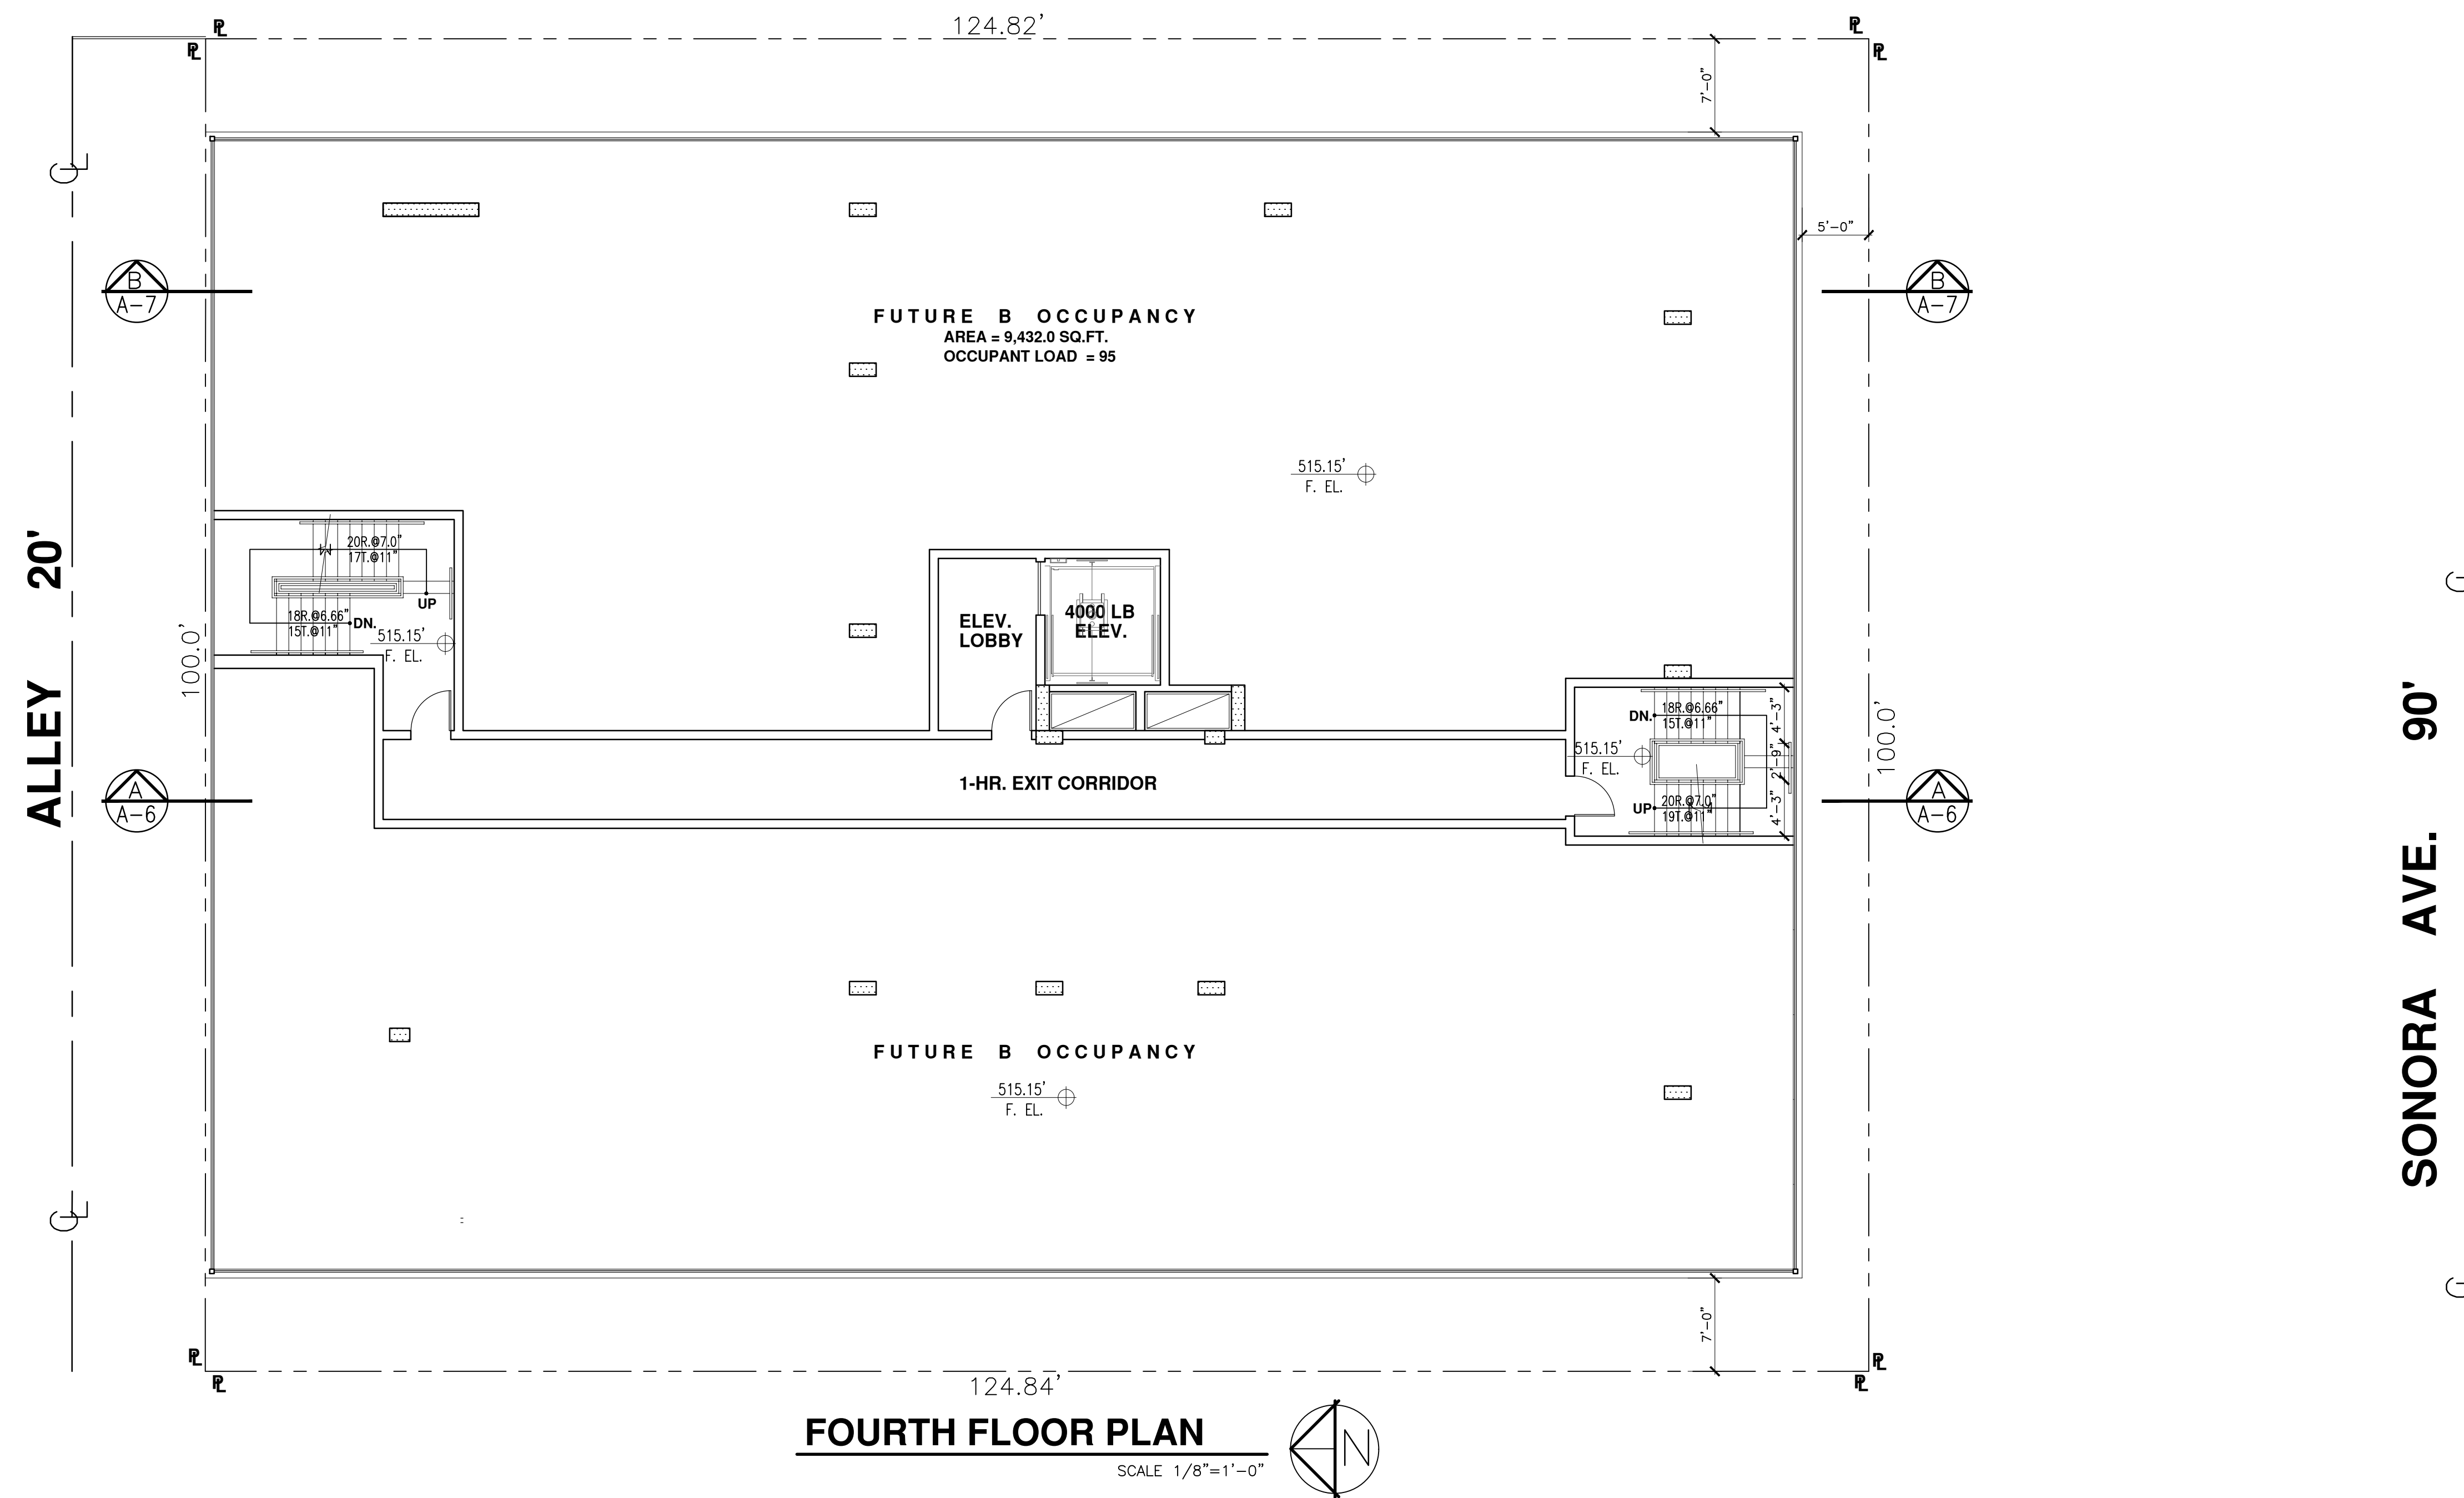 124.82'
PL
PL
PL
PL
7'-0"
CL
5'-0"
B
A-7
B
A-7
FUTURE B OCCUPANCY
AREA = 9,432.0 SQ.FT.
OCCUPANT LOAD = 95
515.15'
F. EL.
ALLEY 20'
100.0'
20R.@7.0"
17T.@11"
UP
18R.@6.66"
15T.@11"
DN.
515.15'
F. EL.
ELEV.
LOBBY
4000 LB
ELEV.
DN.
18R.@6.66"
15T.@11"
4'-3"
515.15'
F. EL.
2'-9"
UP
20R.@7.0"
19T.@11"
4'-3"
100.0'
SONORA AVE. 90'
1-HR. EXIT CORRIDOR
A
A-6
A
A-6
FUTURE B OCCUPANCY
515.15'
F. EL.
CL
7'-0"
PL
PL
PL
PL
124.84'
FOURTH FLOOR PLAN
SCALE 1/8"=1'-0"
N